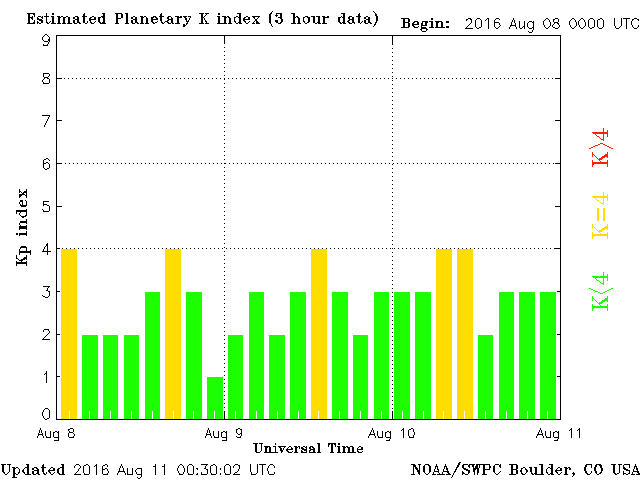 Estimated Planetary K index (3 hour data) Begin: 2016 Aug 08 0000 UTC
9
8
7
6
5
4
3
2
1
0
Kp index
K>4
K=4
K<4
Aug 8 Aug 9 Aug 10 Aug 11
Universal Time
Updated 2016 Aug 11 00:30:02 UTC NOAA/SWPC Boulder, CO USA